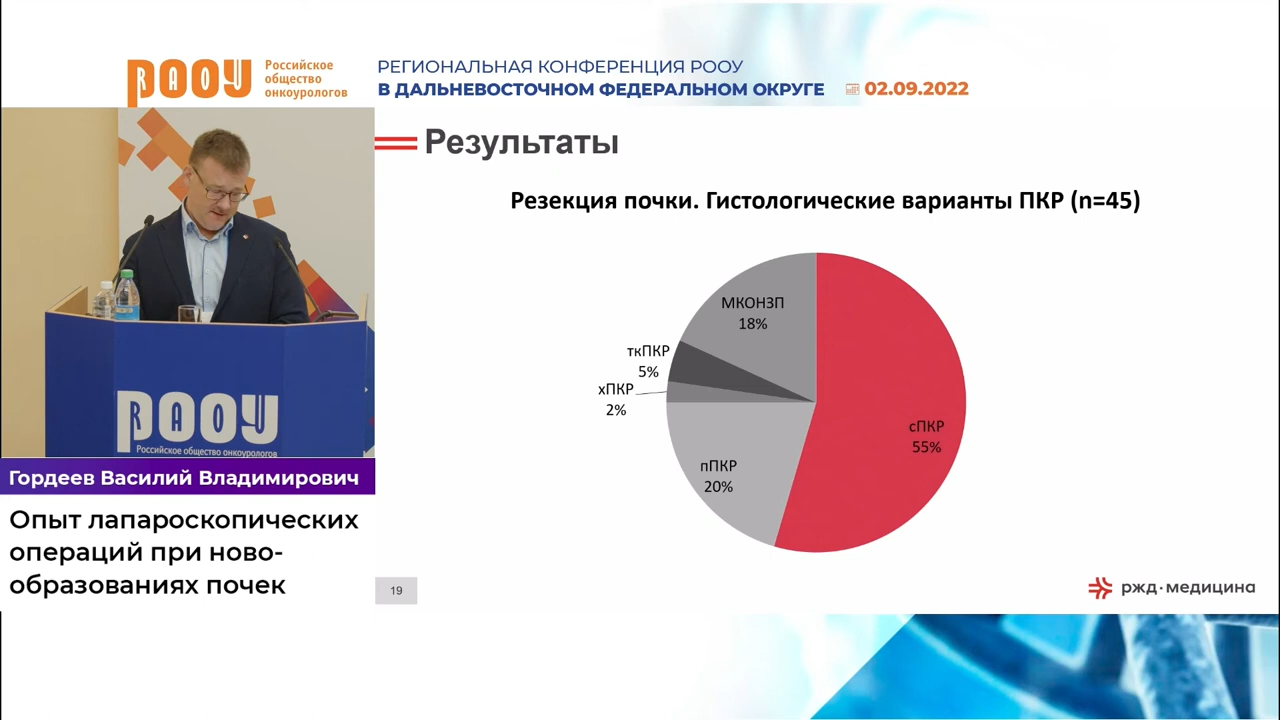 РООУ
RAOU
Российское
общество
онкоурологов
РЕГИОНАЛЬНАЯ КОНФЕРЕНЦИЯ РООУ
В ДАЛЬНЕВОСТОЧНОМ ФЕДЕРАЛЬНОМ ОКРУГЕ
02.09.2022
Результаты
Резекция почки. Гистологические варианты ПКР (n=45)
МКОНЗП
18%
ткПКР
5%
хПКР
2%
сПКР
55%
пПКР
20%
РООУ
RAOU
Российское общество онкоурологов
Гордеев Василий Владимирович
Опыт лапароскопических
операций при ново-
образованиях почек
19
ржд·медицина